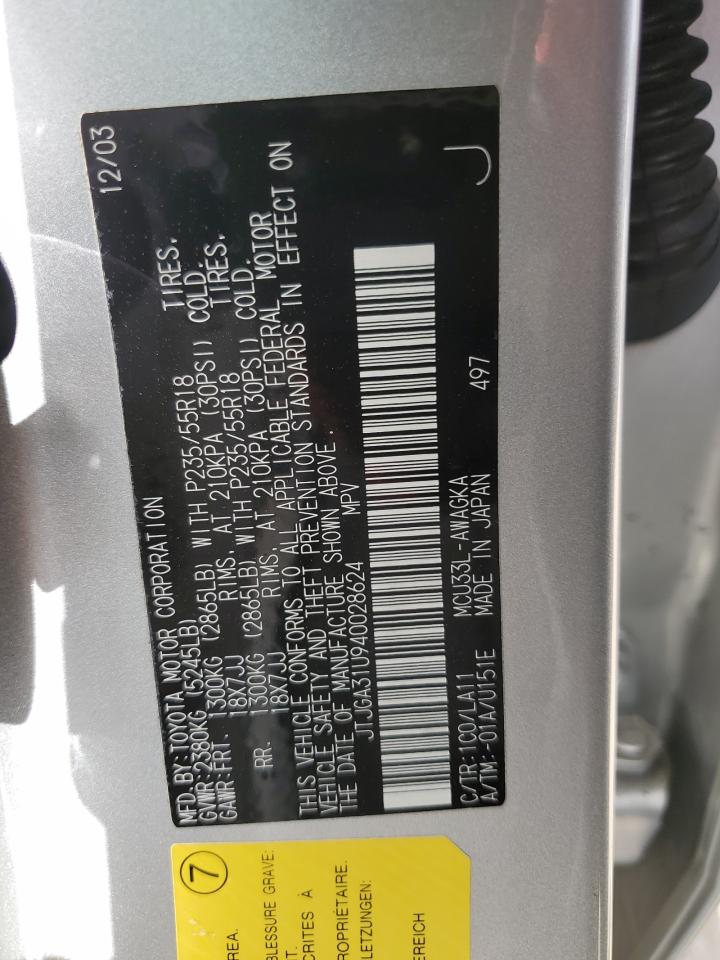 MFD. BY: TOYOTA MOTOR CORPORATION 12/03
GVWR: 2380KG (5245LB)
GAWR: FRT. 1300KG (2865LB) WITH P235/55R18 TIRES,
18X7JJ RIMS, AT 210KPA (30PSI) COLD.
RR. 1300KG (2865LB) WITH P235/55R18 TIRES,
18X7JJ RIMS, AT 210KPA (30PSI) COLD.
THIS VEHICLE CONFORMS TO ALL APPLICABLE FEDERAL MOTOR
VEHICLE SAFETY AND THEFT PREVENTION STANDARDS IN EFFECT ON
THE DATE OF MANUFACTURE SHOWN ABOVE.
JTJGA31U940028624 MPV
C/TR: 1C0/LA11 MCU33L-AWAGKA
A/TM: -01A/U151E MADE IN JAPAN 497 J
7
REA.
BLESSURE GRAVE:
T.
CRITES À
ROPRIÉTAIRE.
LETZUNGEN:
EREICH